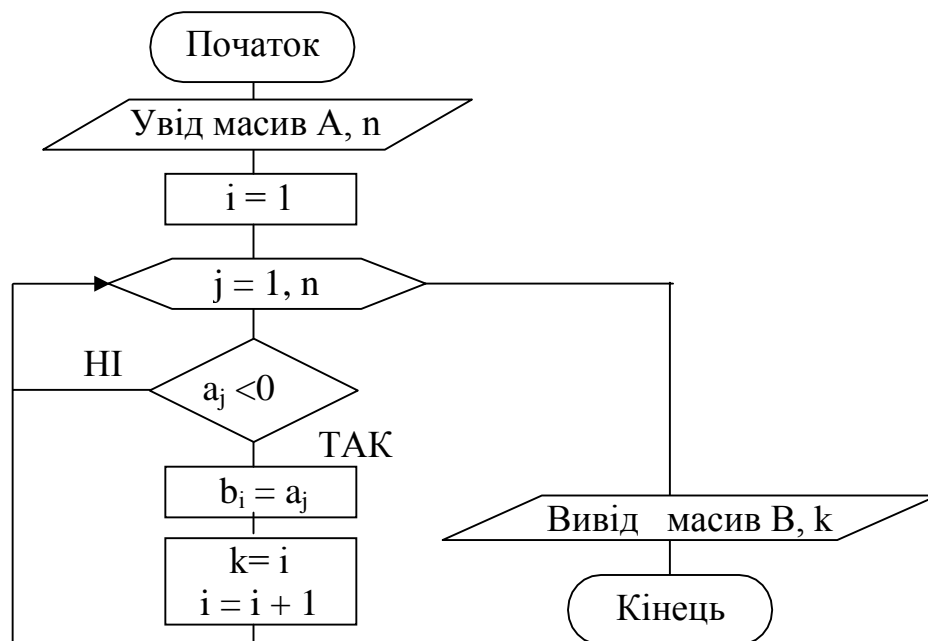 Початок
Увід масив A, n
i = 1
j = 1, n
НІ
aⱼ <0
ТАК
bᵢ = aⱼ
k= i
i = i + 1
Вивід масив B, k
Кінець